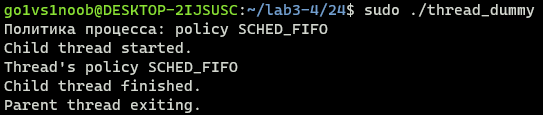 go1vs1noob@DESKTOP-2IJSUSC:~/lab3-4/24$ sudo ./thread_dummy
Политика процесса: policy SCHED_FIFO
Child thread started.
Thread's policy SCHED_FIFO
Child thread finished.
Parent thread exiting.